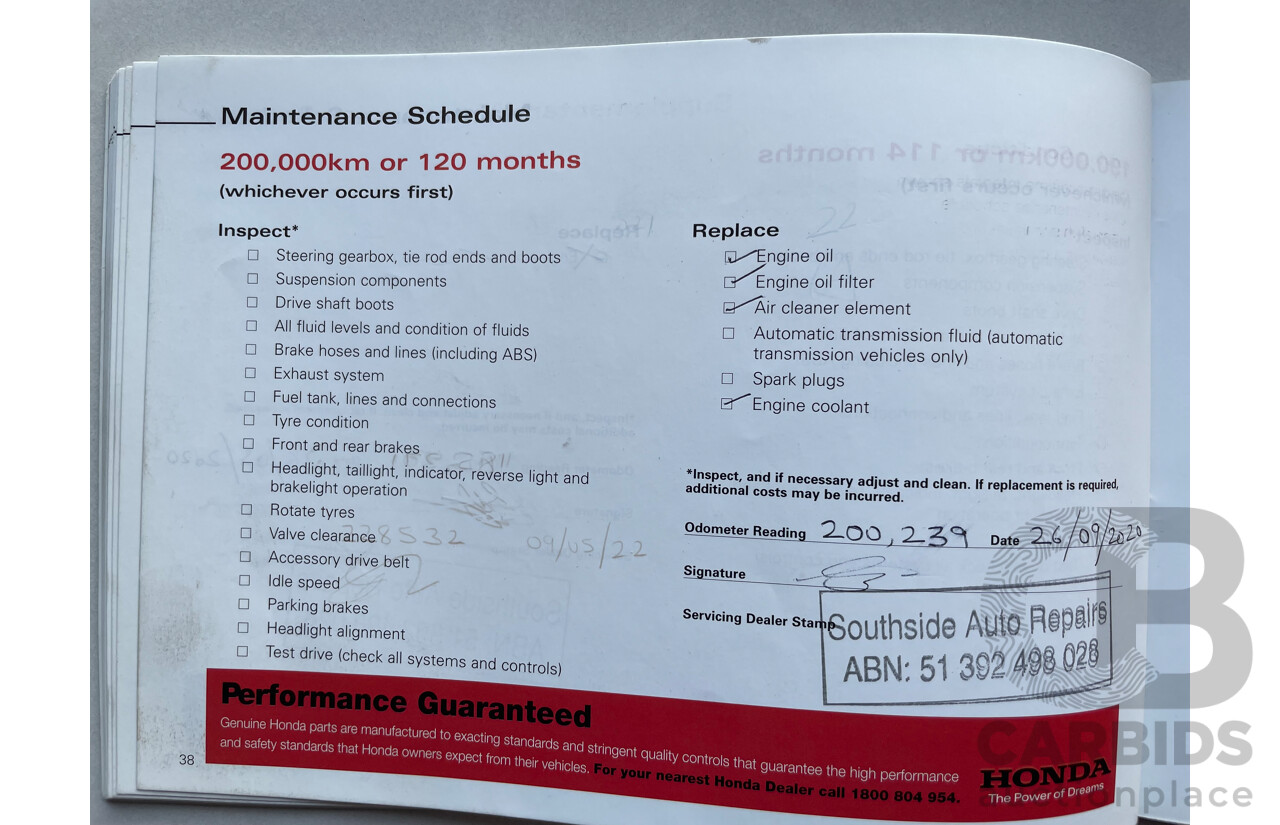 Maintenance Schedule
200,000km or 120 months
(whichever occurs first)
Inspect*
Steering gearbox, tie rod ends and boots
Suspension components
Drive shaft boots
All fluid levels and condition of fluids
Brake hoses and lines (including ABS)
Exhaust system
Fuel tank, lines and connections
Tyre condition
Front and rear brakes
Headlight, taillight, indicator, reverse light and
brakelight operation
Rotate tyres
Valve clearance
Accessory drive belt
Idle speed
Parking brakes
Headlight alignment
Test drive (check all systems and controls)
09/05/22
Replace
Engine oil
Engine oil filter
Air cleaner element
Automatic transmission fluid (automatic
transmission vehicles only)
Spark plugs
Engine coolant
*Inspect, and if necessary adjust and clean. If replacement is required,
additional costs may be incurred.
Odometer Reading 200,239 Date 26/09/2020
Signature
Servicing Dealer Stamp
Southside Auto Repairs
ABN: 51 392 498 028
Performance Guaranteed
Genuine Honda parts are manufactured to exacting standards and stringent quality controls that guarantee the high performance
and safety standards that Honda owners expect from their vehicles. For your nearest Honda Dealer call 1800 804 954.
HONDA
The Power of Dreams
38
CARBIDS
auctionplace